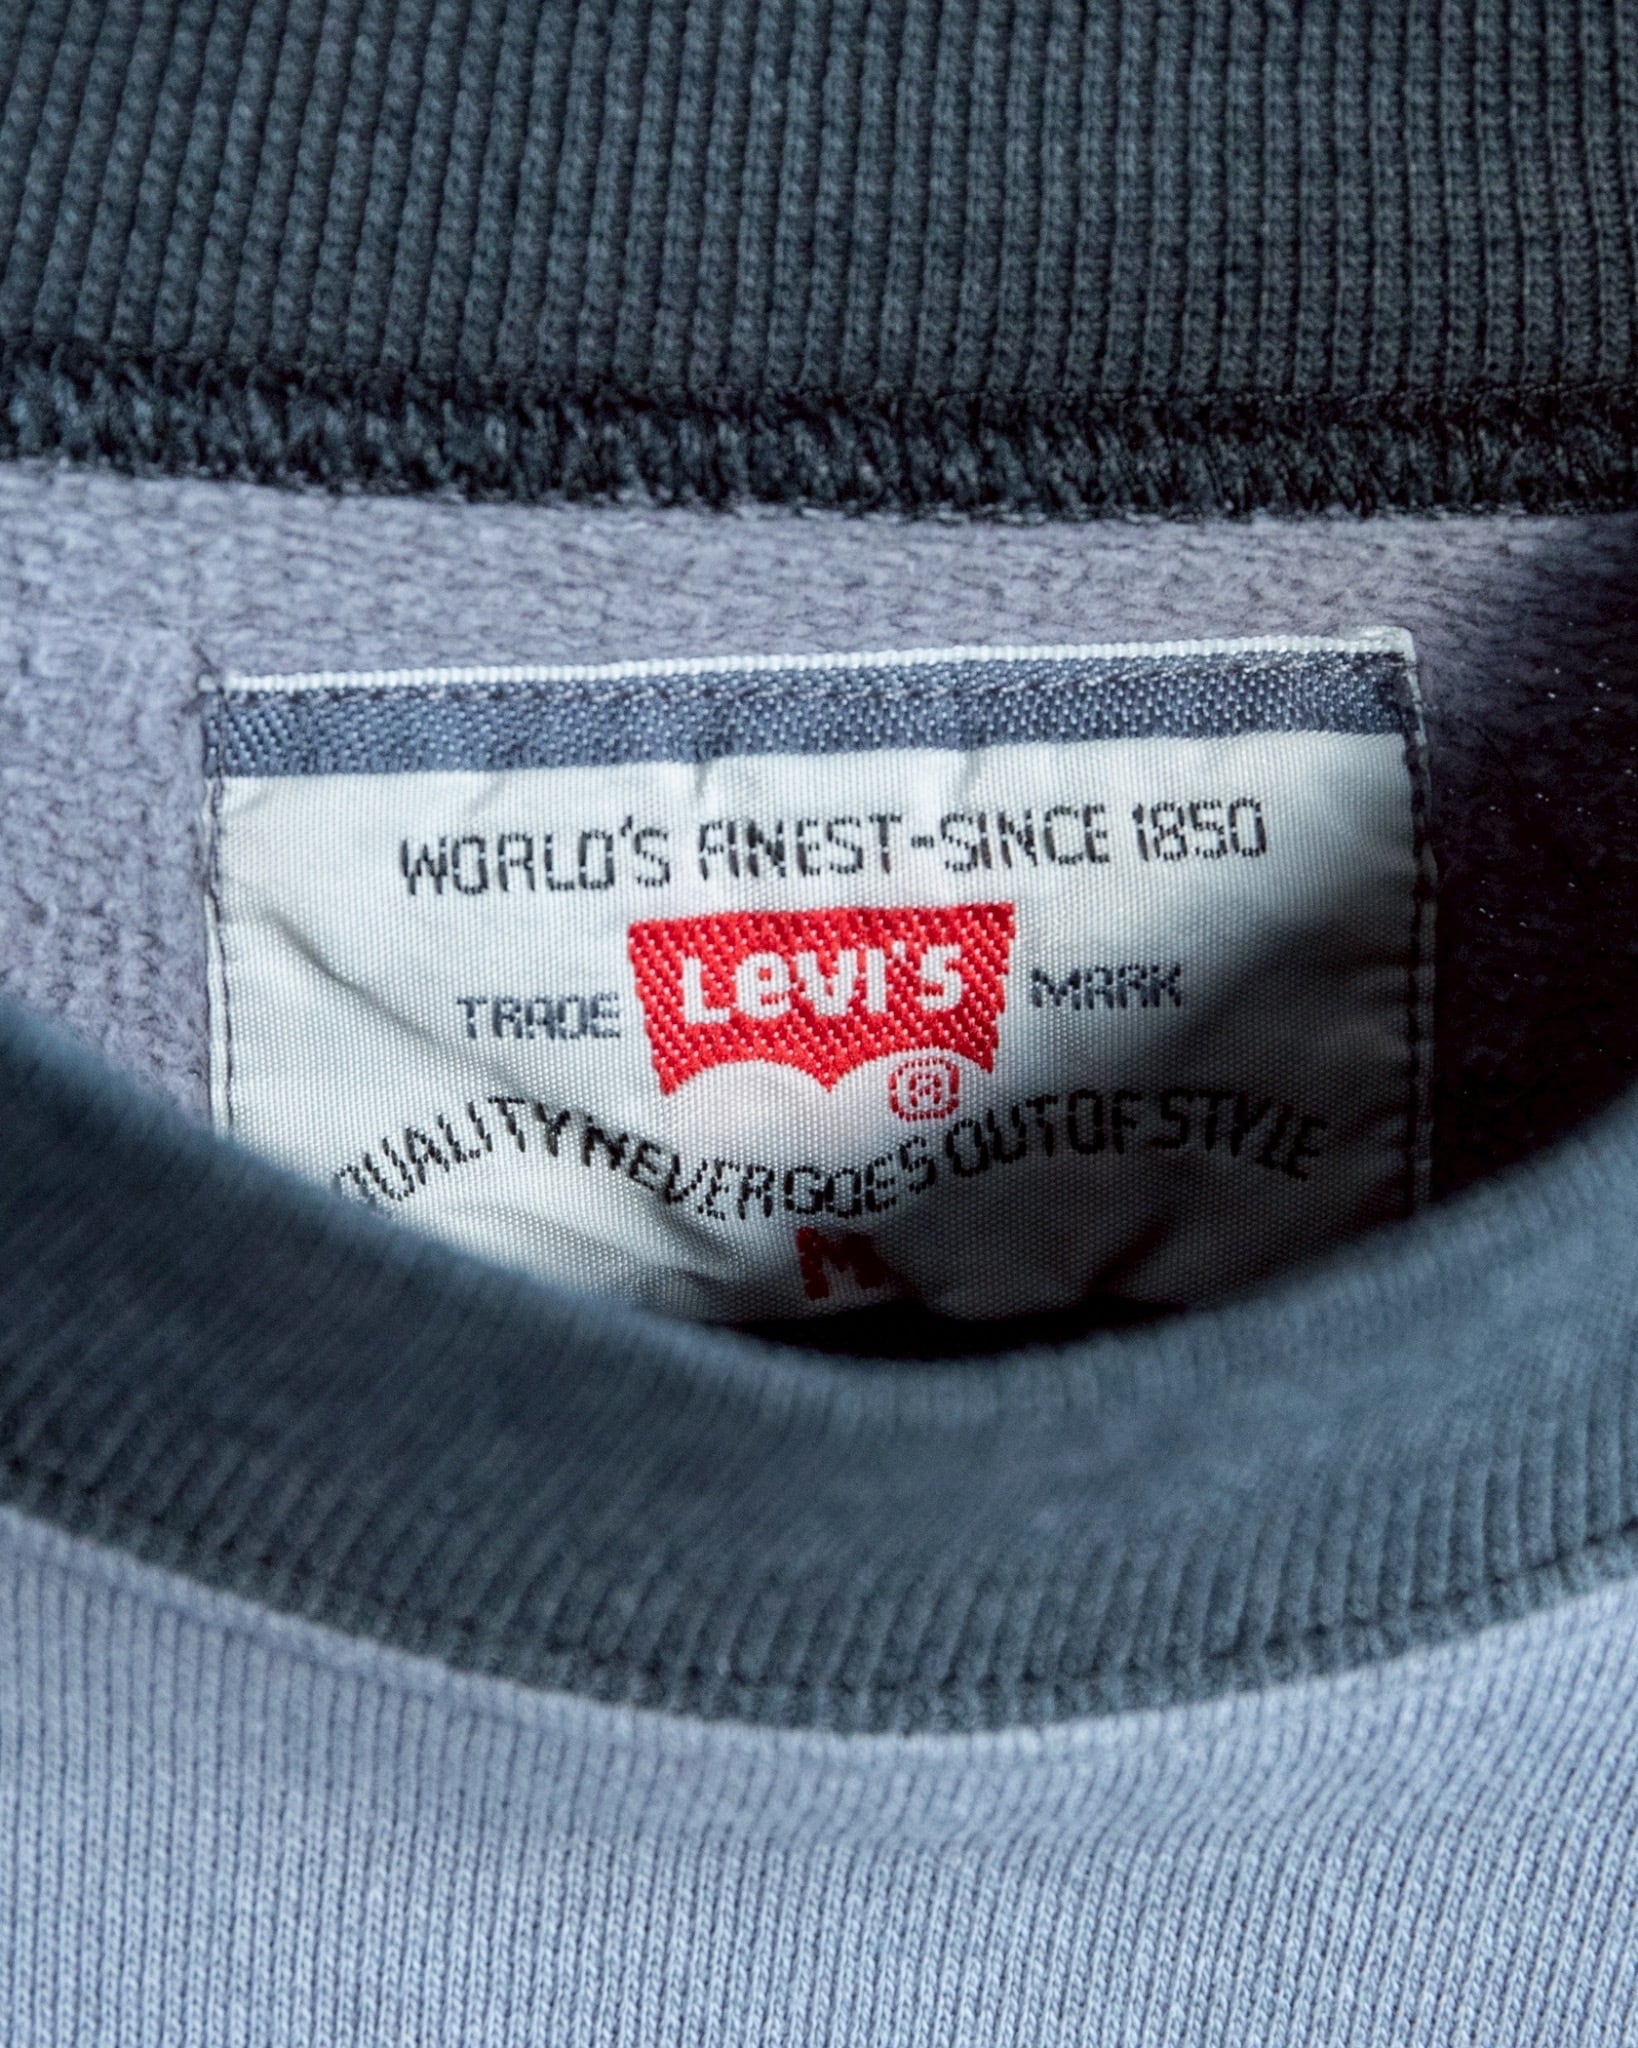 WORLD'S FINEST-SINCE 1850
TRADE Levi's MARK
®
QUALITY NEVER GOES OUT OF STYLE
M